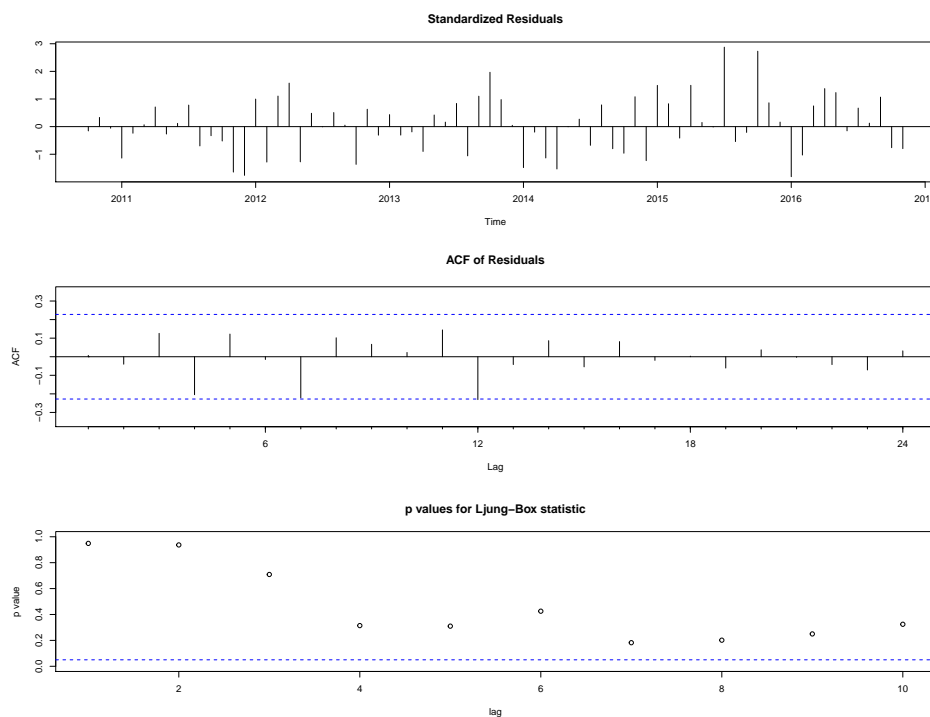 Standardized Residuals
3
2
1
0
−1
2011 2012 2013 2014 2015 2016 201
Time
ACF of Residuals
0.3
0.1
−0.1
−0.3
ACF
6 12 18 24
Lag
p values for Ljung−Box statistic
1.0
0.8
0.6
0.4
0.2
0.0
p value
2 4 6 8 10
lag